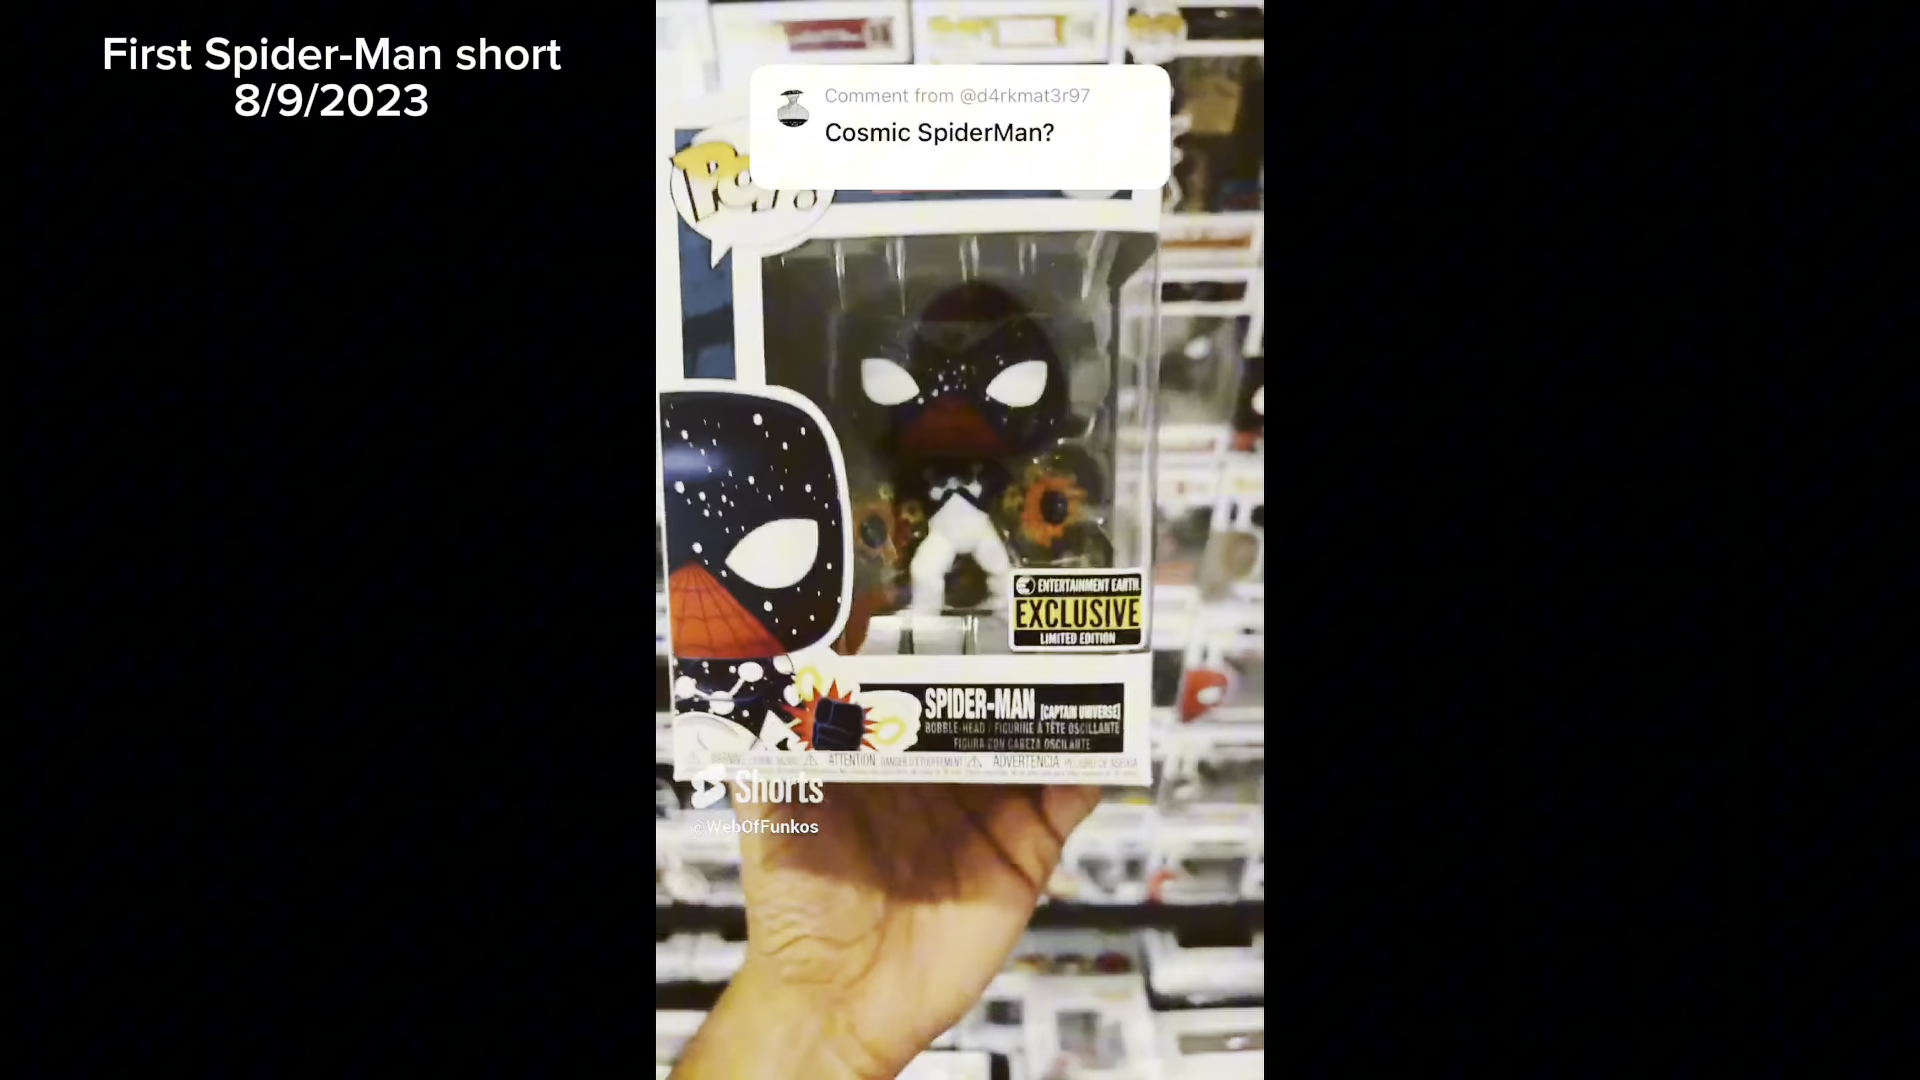 First Spider-Man short
8/9/2023
Comment from @d4rkmat3r97
Cosmic SpiderMan?
POP!
ENTERTAINMENT EARTH
EXCLUSIVE
LIMITED EDITION
SPIDER-MAN [CAPTAIN UNIVERSE]
BOBBLE-HEAD / FIGURINE À TÊTE OSCILLANTE
FIGURA CON CABEZA OSCILANTE
ATTENTION ADVERTENCIA
Shorts
@WebOfFunkos